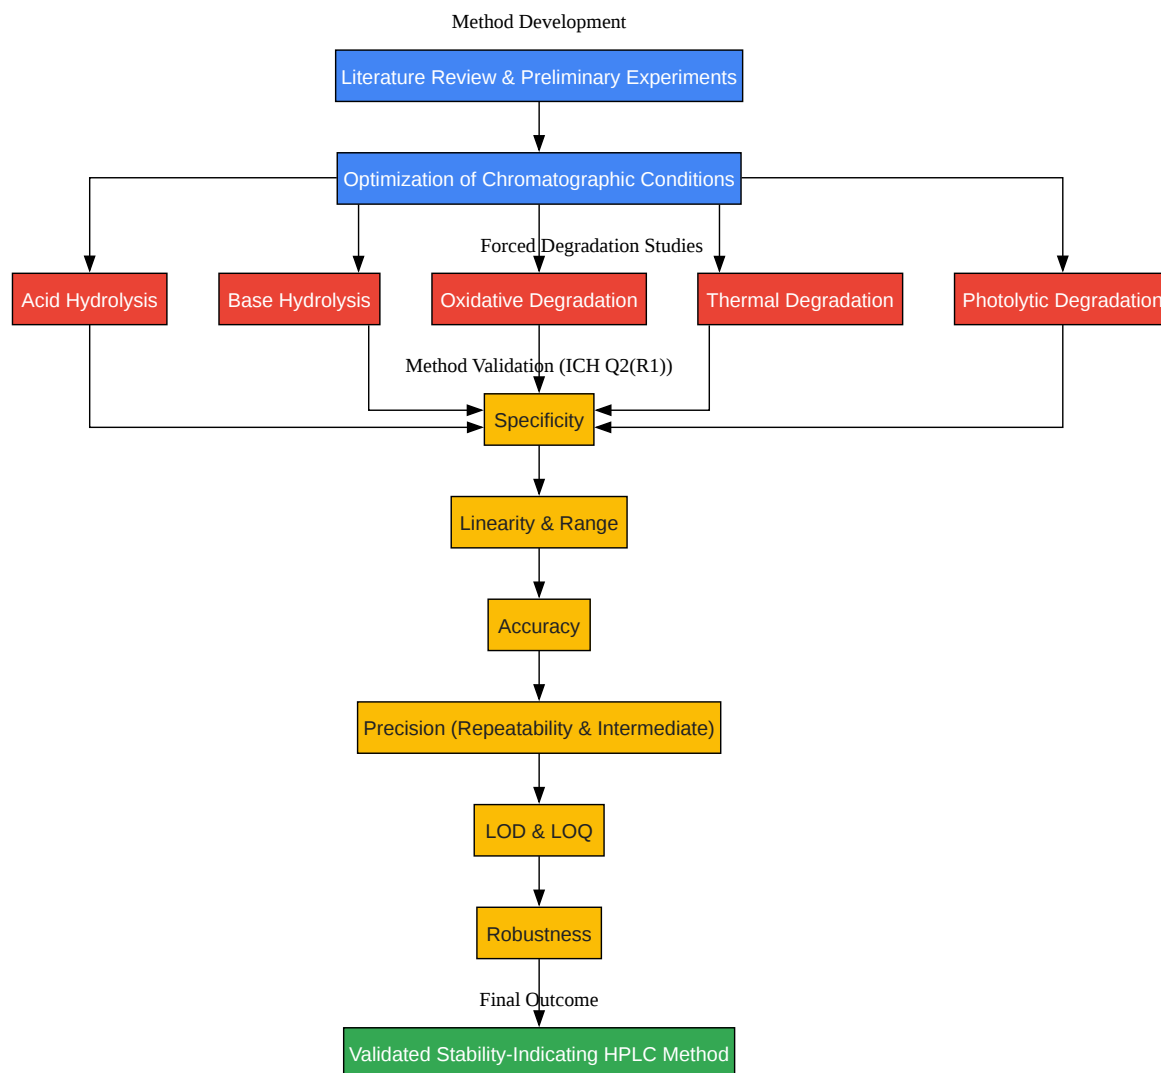 Method Development
Literature Review & Preliminary Experiments
Optimization of Chromatographic Conditions
Forced Degradation Studies
Acid Hydrolysis
Base Hydrolysis
Oxidative Degradation
Thermal Degradation
Photolytic Degradation
Method Validation (ICH Q2(R1))
Specificity
Linearity & Range
Accuracy
Precision (Repeatability & Intermediate)
LOD & LOQ
Robustness
Final Outcome
Validated Stability-Indicating HPLC Method